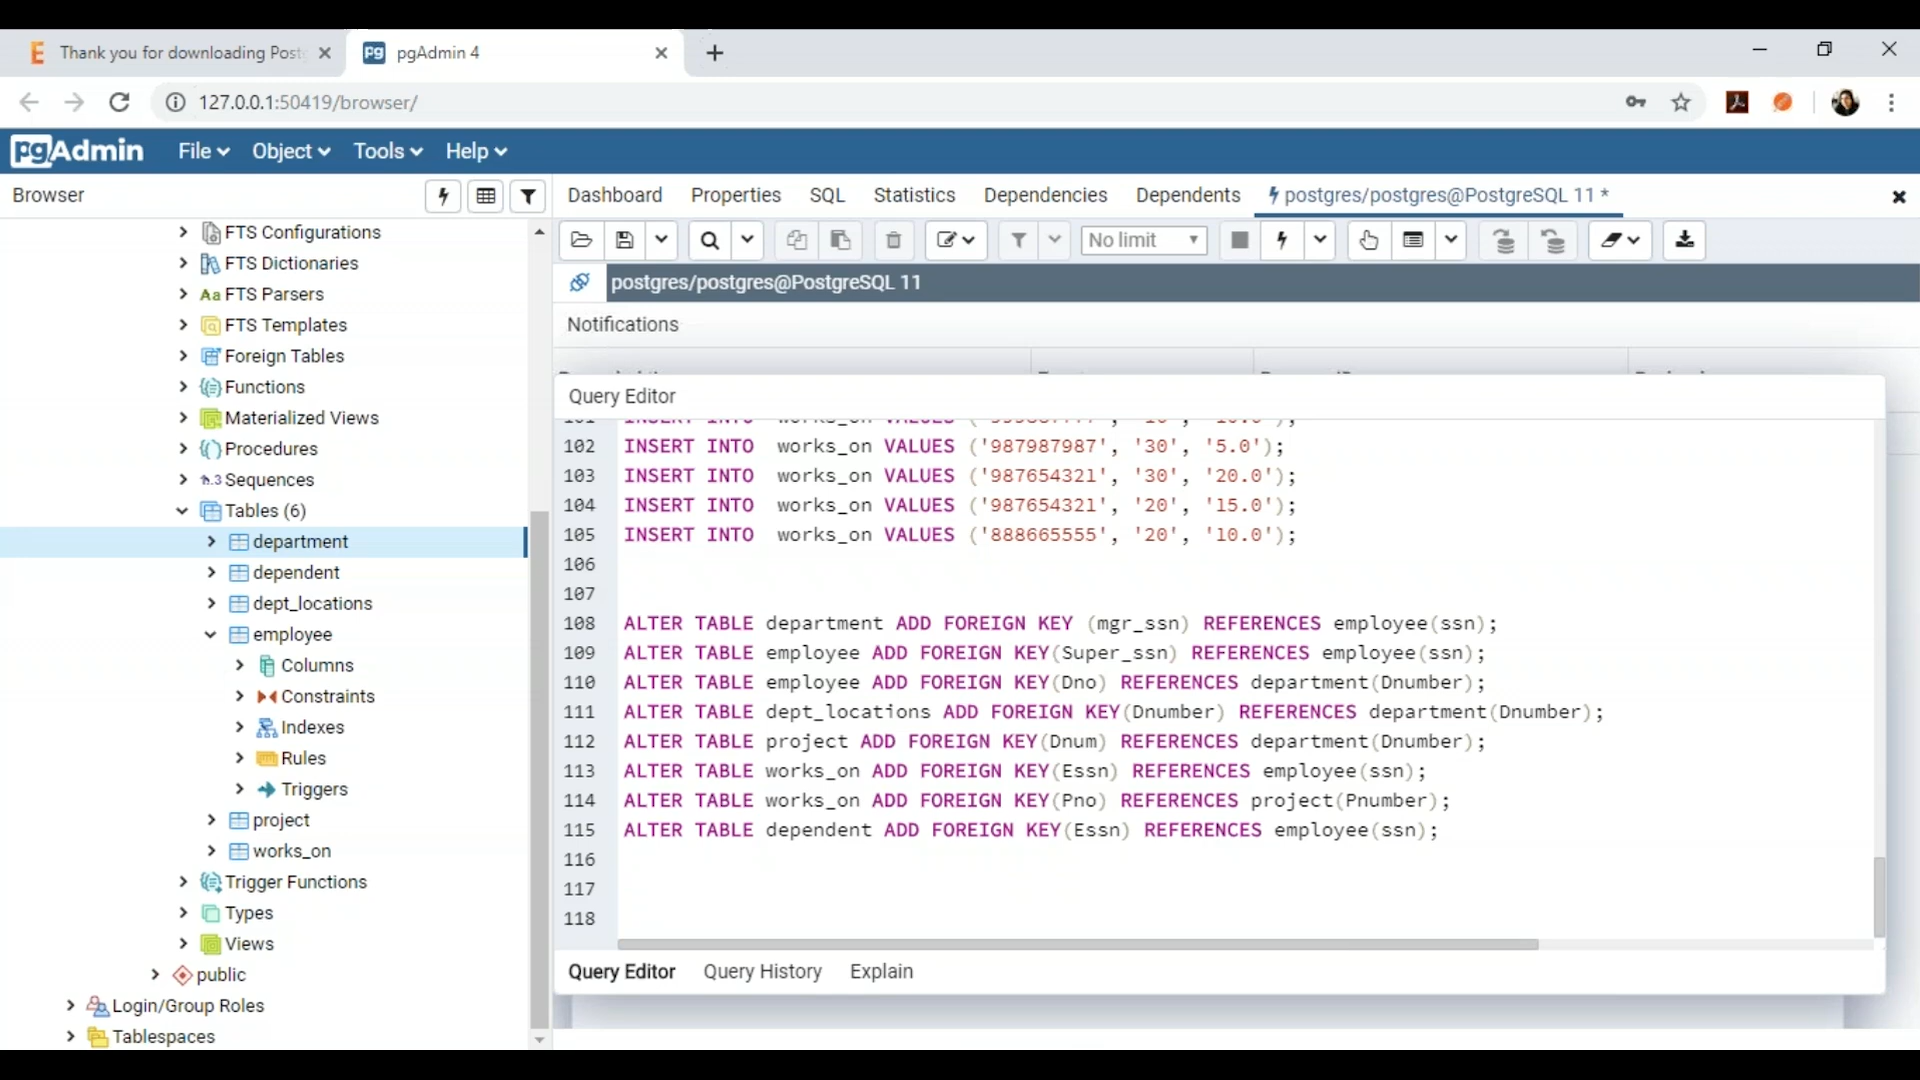 Thank you for downloading Post
pgAdmin 4
127.0.0.1:50419/browser/
pgAdmin
File
Object
Tools
Help
Browser
Dashboard
Properties
SQL
Statistics
Dependencies
Dependents
postgres/postgres@PostgreSQL 11 *
No limit
postgres/postgres@PostgreSQL 11
Notifications
FTS Configurations
FTS Dictionaries
Aa FTS Parsers
FTS Templates
Foreign Tables
Functions
Materialized Views
Procedures
Sequences
Tables (6)
department
dependent
dept_locations
employee
Columns
Constraints
Indexes
Rules
Triggers
project
works_on
Trigger Functions
Types
Views
public
Login/Group Roles
Tablespaces
Query Editor
102 INSERT INTO works_on VALUES ('987987987', '30', '5.0');
103 INSERT INTO works_on VALUES ('987654321', '30', '20.0');
104 INSERT INTO works_on VALUES ('987654321', '20', '15.0');
105 INSERT INTO works_on VALUES ('888665555', '20', '10.0');
106
107
108 ALTER TABLE department ADD FOREIGN KEY (mgr_ssn) REFERENCES employee(ssn);
109 ALTER TABLE employee ADD FOREIGN KEY(Super_ssn) REFERENCES employee(ssn);
110 ALTER TABLE employee ADD FOREIGN KEY(Dno) REFERENCES department(Dnumber);
111 ALTER TABLE dept_locations ADD FOREIGN KEY(Dnumber) REFERENCES department(Dnumber);
112 ALTER TABLE project ADD FOREIGN KEY(Dnum) REFERENCES department(Dnumber);
113 ALTER TABLE works_on ADD FOREIGN KEY(Essn) REFERENCES employee(ssn);
114 ALTER TABLE works_on ADD FOREIGN KEY(Pno) REFERENCES project(Pnumber);
115 ALTER TABLE dependent ADD FOREIGN KEY(Essn) REFERENCES employee(ssn);
116
117
118
Query Editor
Query History
Explain